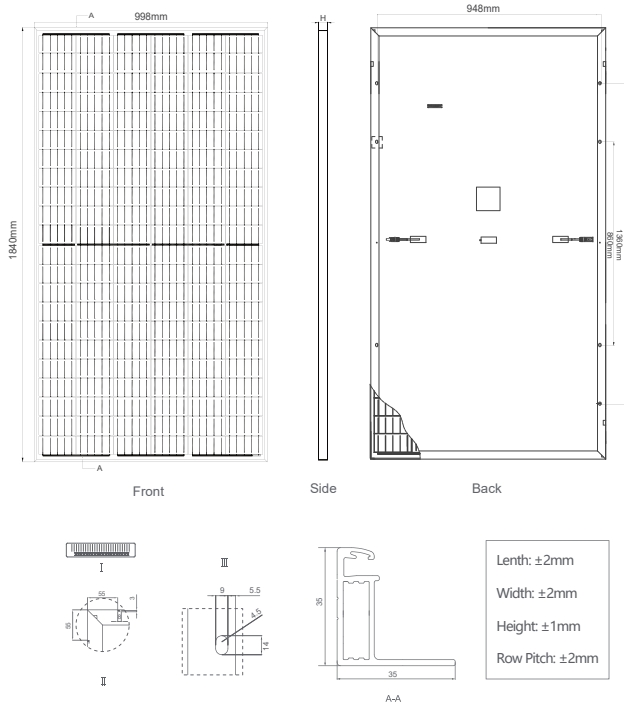 A
998mm
1840mm
A
Front
H
Side
948mm
1360mm
860mm
Back
I
55
3
8
55
II
III
9
5.5
4.5
14
35
35
A-A
Lenth: ±2mm
Width: ±2mm
Height: ±1mm
Row Pitch: ±2mm